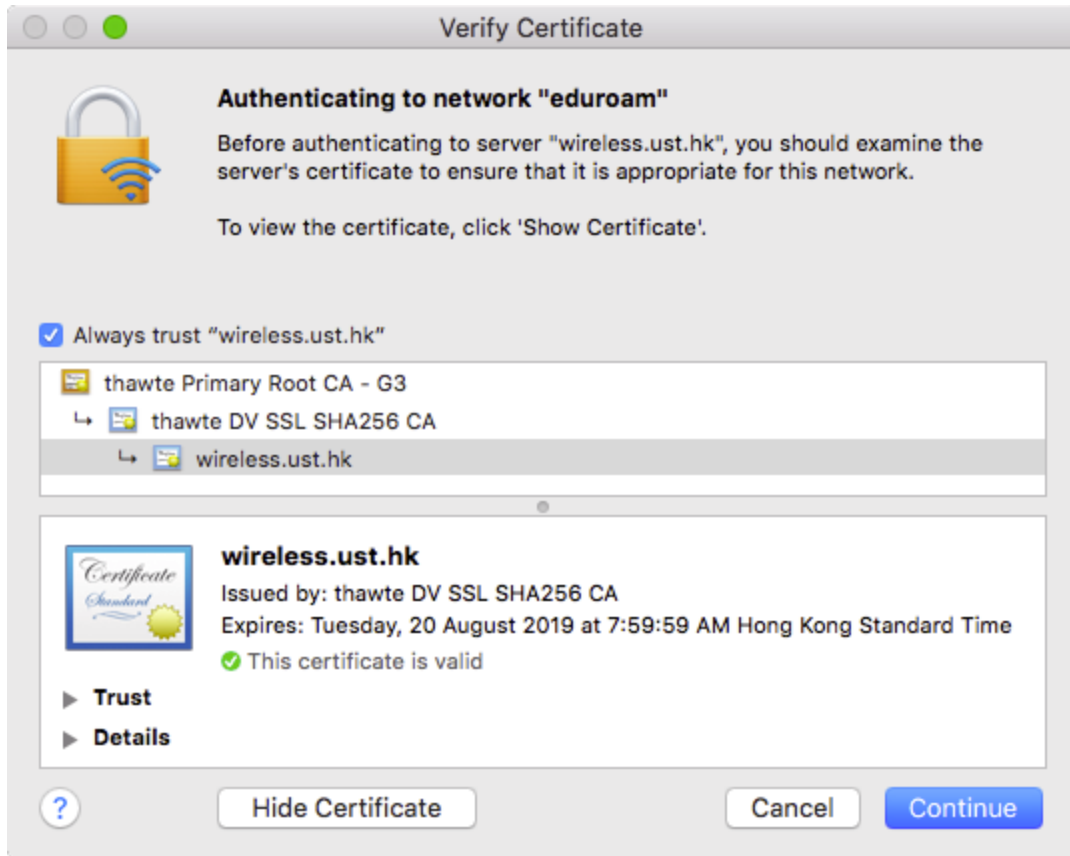 Verify Certificate
Authenticating to network "eduroam"
Before authenticating to server "wireless.ust.hk", you should examine the
server's certificate to ensure that it is appropriate for this network.
To view the certificate, click 'Show Certificate'.
Always trust “wireless.ust.hk”
thawte Primary Root CA - G3
thawte DV SSL SHA256 CA
wireless.ust.hk
Certificate
Standard
wireless.ust.hk
Issued by: thawte DV SSL SHA256 CA
Expires: Tuesday, 20 August 2019 at 7:59:59 AM Hong Kong Standard Time
This certificate is valid
Trust
Details
? Hide Certificate Cancel Continue